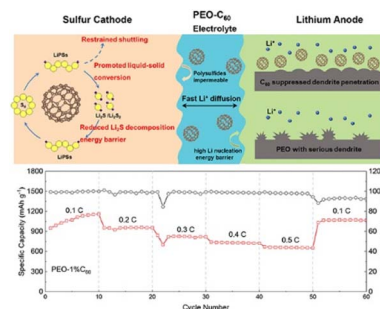 Sulfur Cathode
PEO-C60
Electrolyte
Lithium Anode
Restrained shuttling
LiPSs
Promoted liquid-solid
conversion
S8
Li2S /Li2S2
Reduced Li2S decomposition
energy barrier
LiPSs
Polysulfides
impermeable
Fast Li+ diffusion
high Li nucleation
energy barrier
Li+
C60 suppressed dendrite penetration
Li+
PEO with serious dendrite
Specific Capacity (mAh g-1
1800
1500
1200
900
600
300
0
0.1 C
0.2 C
0.3 C
0.4 C
0.5 C
0.1 C
PEO-1%C60
100
80
60
40
20
0
0
10
20
30
40
50
60
Cycle Number